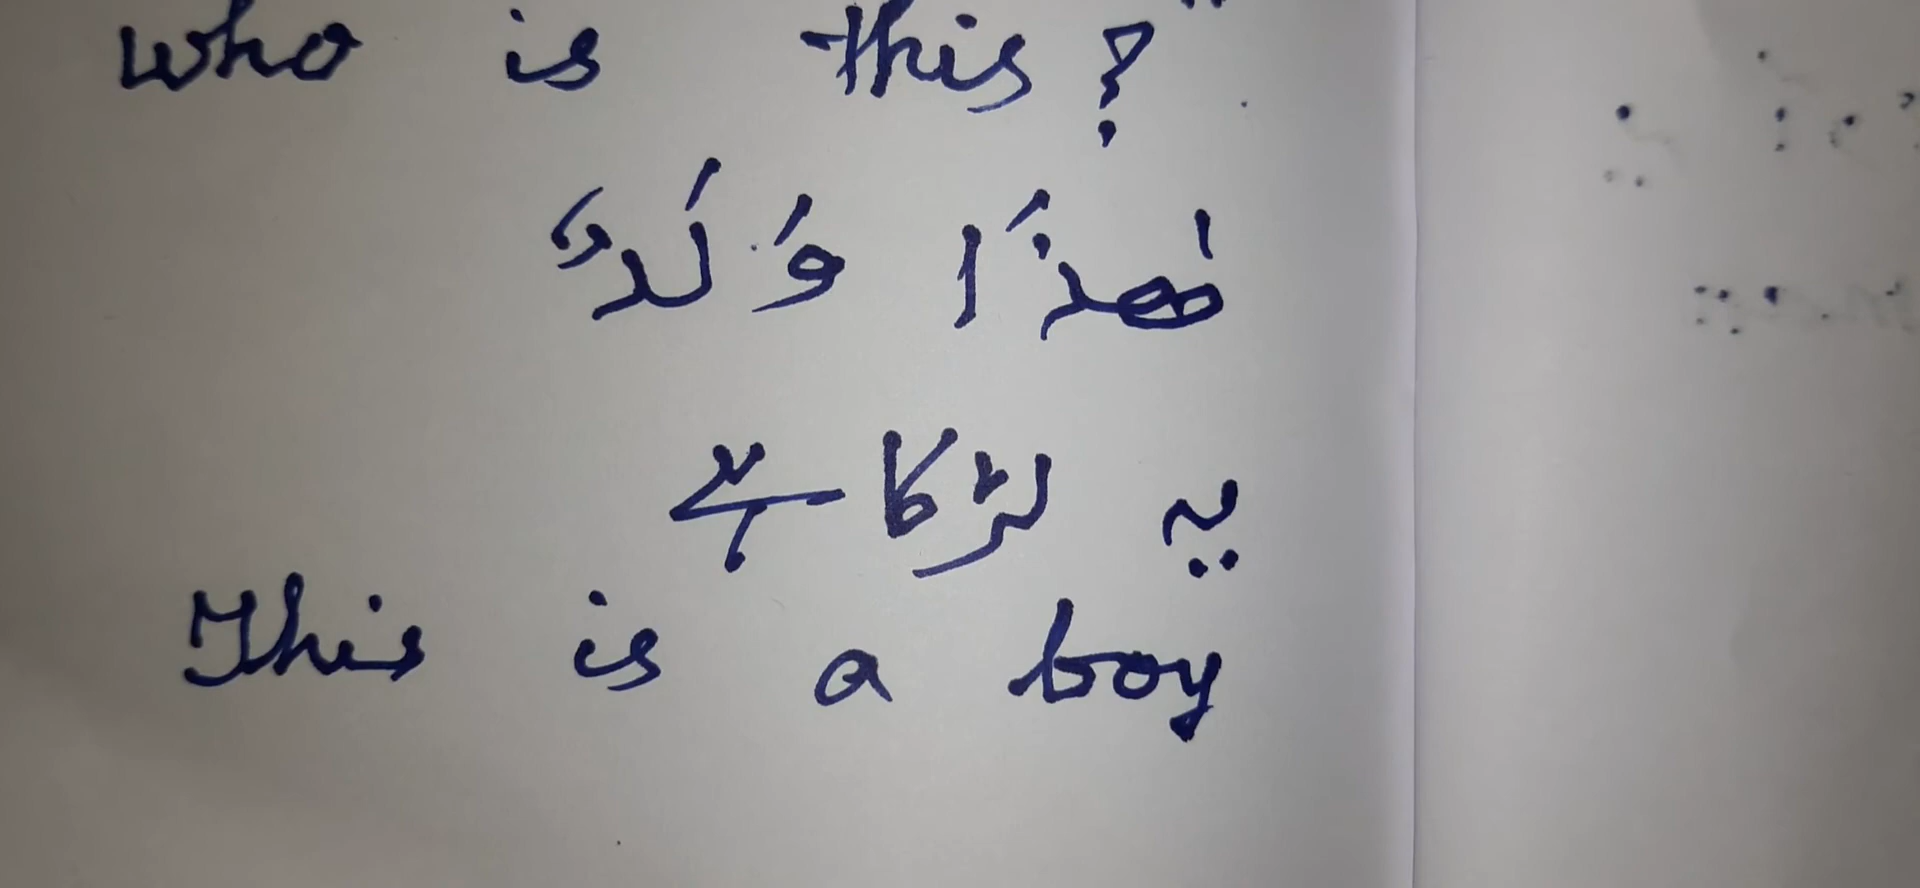 who is this?
ھٰذَا وَلَدٌ
یہ لڑکا ہے
This is a boy